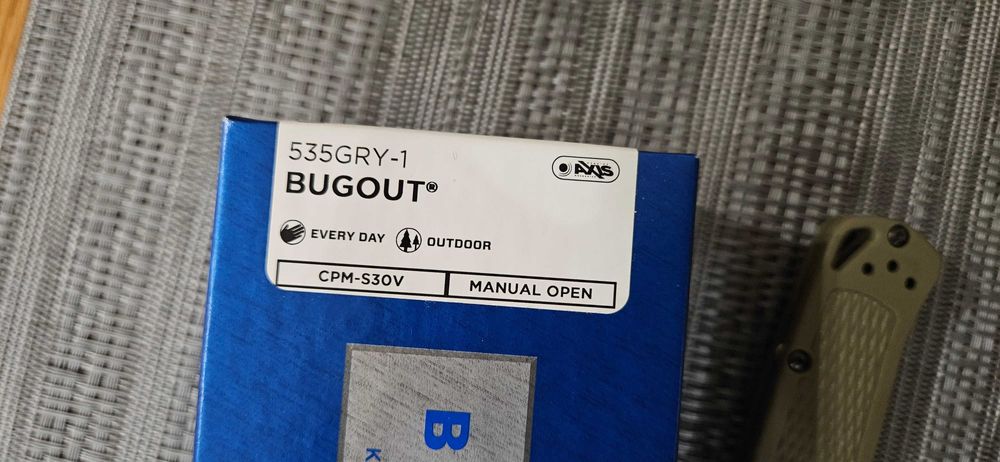 535GRY-1
BUGOUT®
AXIS
EVERY DAY OUTDOOR
CPM-S30V MANUAL OPEN
B
K